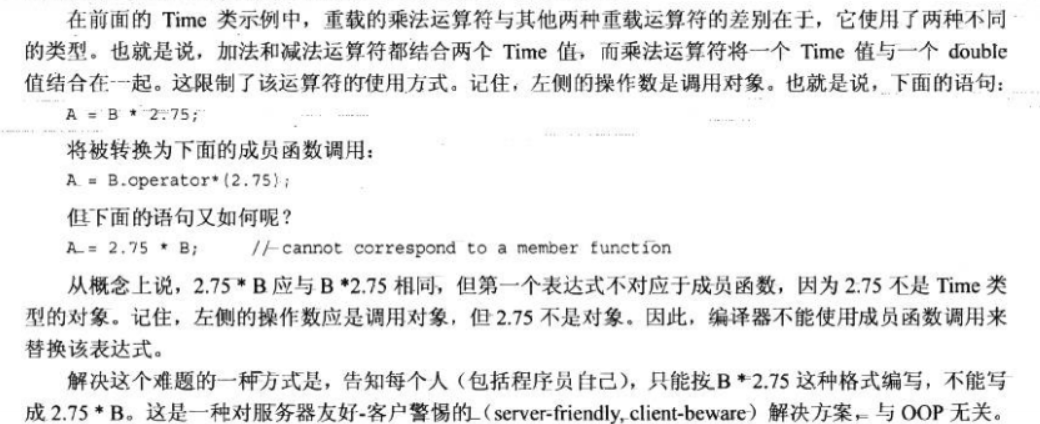 在前面的 Time 类示例中，重载的乘法运算符与其他两种重载运算符的差别在于，它使用了两种不同
的类型。也就是说，加法和减法运算符都结合两个 Time 值，而乘法运算符将一个 Time 值与一个 double
值结合在一起。这限制了该运算符的使用方式。记住，左侧的操作数是调用对象。也就是说，下面的语句：
A = B * 2.75;
将被转换为下面的成员函数调用：
A = B.operator*(2.75);
但下面的语句又如何呢？
A = 2.75 * B; // cannot correspond to a member function
从概念上说，2.75 * B 应与 B *2.75 相同，但第一个表达式不对应于成员函数，因为 2.75 不是 Time 类
型的对象。记住，左侧的操作数应是调用对象，但 2.75 不是对象。因此，编译器不能使用成员函数调用来
替换该表达式。
解决这个难题的一种方式是，告知每个人（包括程序员自己），只能按 B * 2.75 这种格式编写，不能写
成 2.75 * B。这是一种对服务器友好-客户警惕的（server-friendly, client-beware）解决方案，与 OOP 无关。